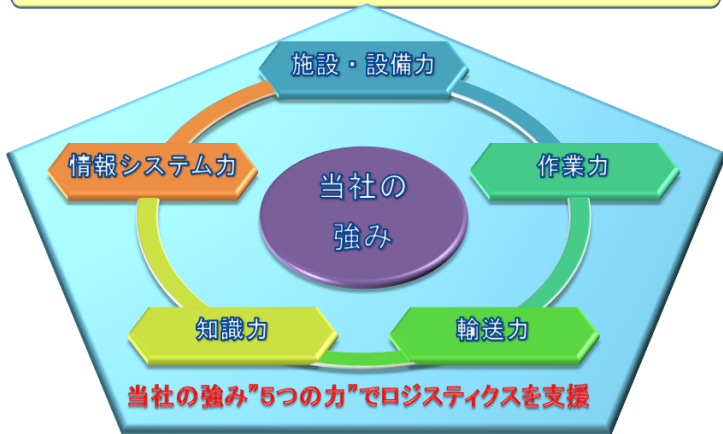 施設・設備力
情報システム力
作業力
当社の
強み
知識力
輸送力
当社の強み”5つの力”でロジスティクスを支援